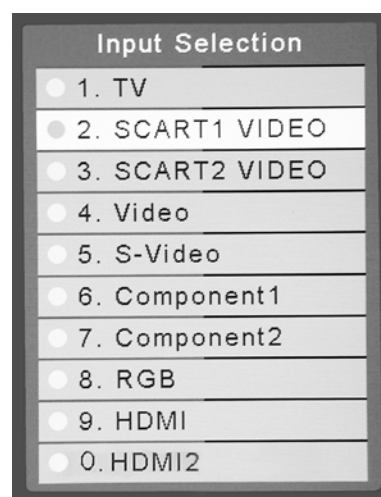 Input Selection
1. TV
2. SCART1 VIDEO
3. SCART2 VIDEO
4. Video
5. S-Video
6. Component1
7. Component2
8. RGB
9. HDMI
0. HDMI2